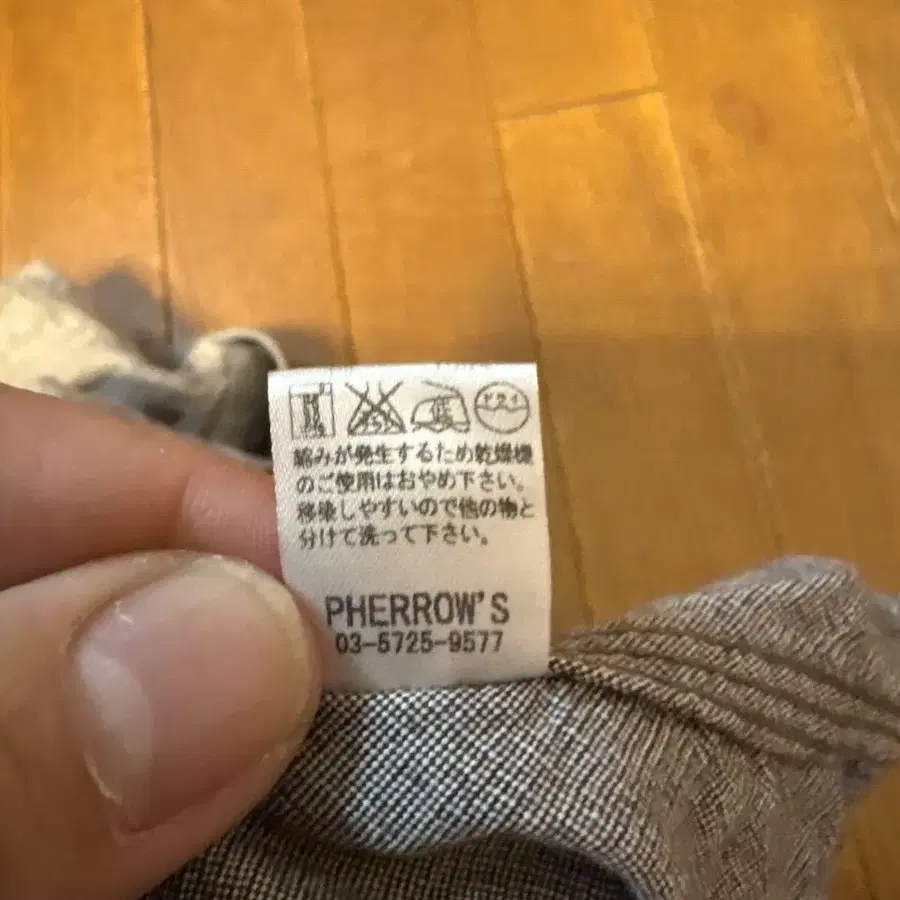 ドライ
縮みが発生するため乾燥機
のご使用はおやめ下さい。
移染しやすいので他の物と
分けて洗って下さい。
PHERROW'S
03-5725-9577